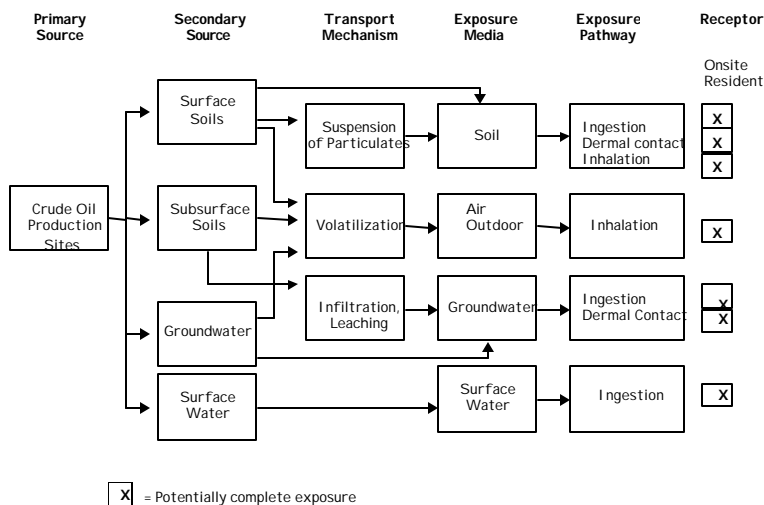 Primary Source
Secondary Source
Transport Mechanism
Exposure Media
Exposure Pathway
Receptor
Onsite
Resident
Surface
Soils
Suspension
of Particulates
Soil
Ingestion
Dermal contact
Inhalation
X
X
X
Crude Oil
Production
Sites
Subsurface
Soils
Volatilization
Air
Outdoor
Inhalation
X
Groundwater
Infiltration,
Leaching
Groundwater
Ingestion
Dermal Contact
X
X
Surface
Water
Surface
Water
Ingestion
X
X = Potentially complete exposure